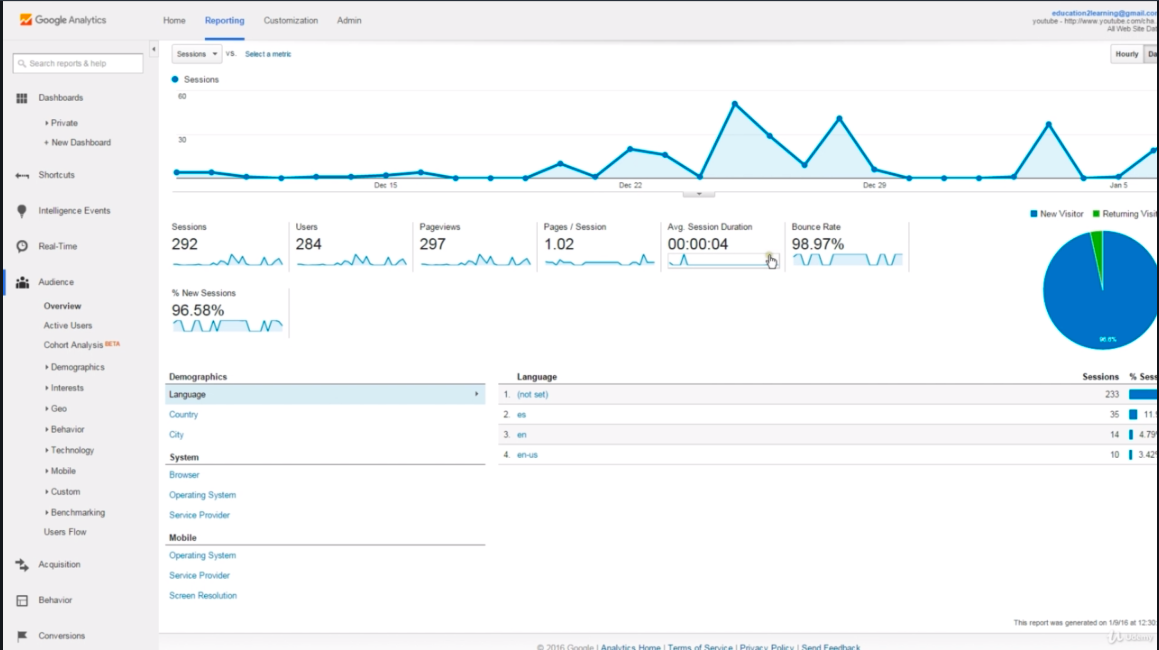 Google Analytics
Home Reporting Customization Admin
education2learning@gmail.com
youtube - http://www.youtube.com/cha
All Web Site Dat
Search reports & help
Dashboards
Private
+ New Dashboard
Shortcuts
Intelligence Events
Real-Time
Audience
Overview
Active Users
Cohort Analysis BETA
Demographics
Interests
Geo
Behavior
Technology
Mobile
Custom
Benchmarking
Users Flow
Acquisition
Behavior
Conversions
Sessions VS. Select a metric
Hourly Da
Sessions
60
30
Dec 15 Dec 22 Dec 29 Jan 5
Sessions
292
Users
284
Pageviews
297
Pages / Session
1.02
Avg. Session Duration
00:00:04
Bounce Rate
98.97%
% New Sessions
96.58%
New Visitor Returning Visit
96.6%
Demographics
Language
Country
City
System
Browser
Operating System
Service Provider
Mobile
Operating System
Service Provider
Screen Resolution
Language Sessions % Sess
1. (not set) 233
2. es 35 11.
3. en 14 4.79
4. en-us 10 3.42
This report was generated on 1/9/16 at 12:30
Udemy
© 2016 Google | Analytics Home | Terms of Service | Privacy Policy | Send Feedback